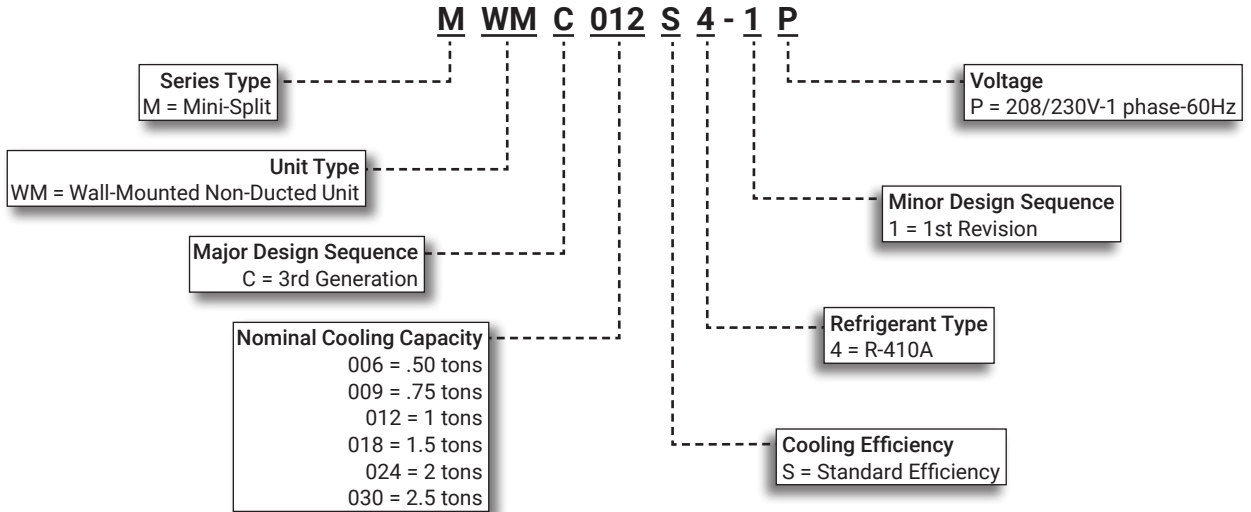 M WM C 012 S 4 - 1 P
Series Type
M = Mini-Split
Unit Type
WM = Wall-Mounted Non-Ducted Unit
Major Design Sequence
C = 3rd Generation
Nominal Cooling Capacity
006 = .50 tons
009 = .75 tons
012 = 1 tons
018 = 1.5 tons
024 = 2 tons
030 = 2.5 tons
Voltage
P = 208/230V-1 phase-60Hz
Minor Design Sequence
1 = 1st Revision
Refrigerant Type
4 = R-410A
Cooling Efficiency
S = Standard Efficiency